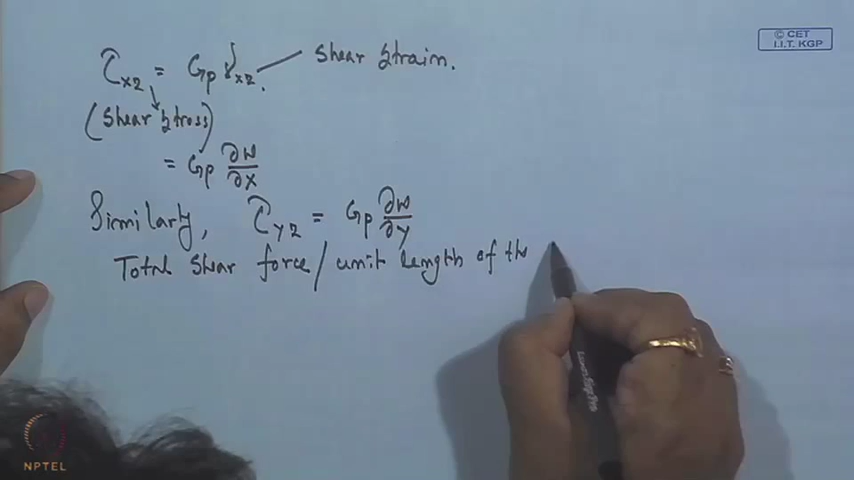 © CET
I.I.T. KGP
τxz = Gp γxz. Shear strain.
(Shear stress)
= Gp ∂w/∂x
Similarly, τyz = Gp ∂w/∂y
Total shear force/unit length of the
NPTEL